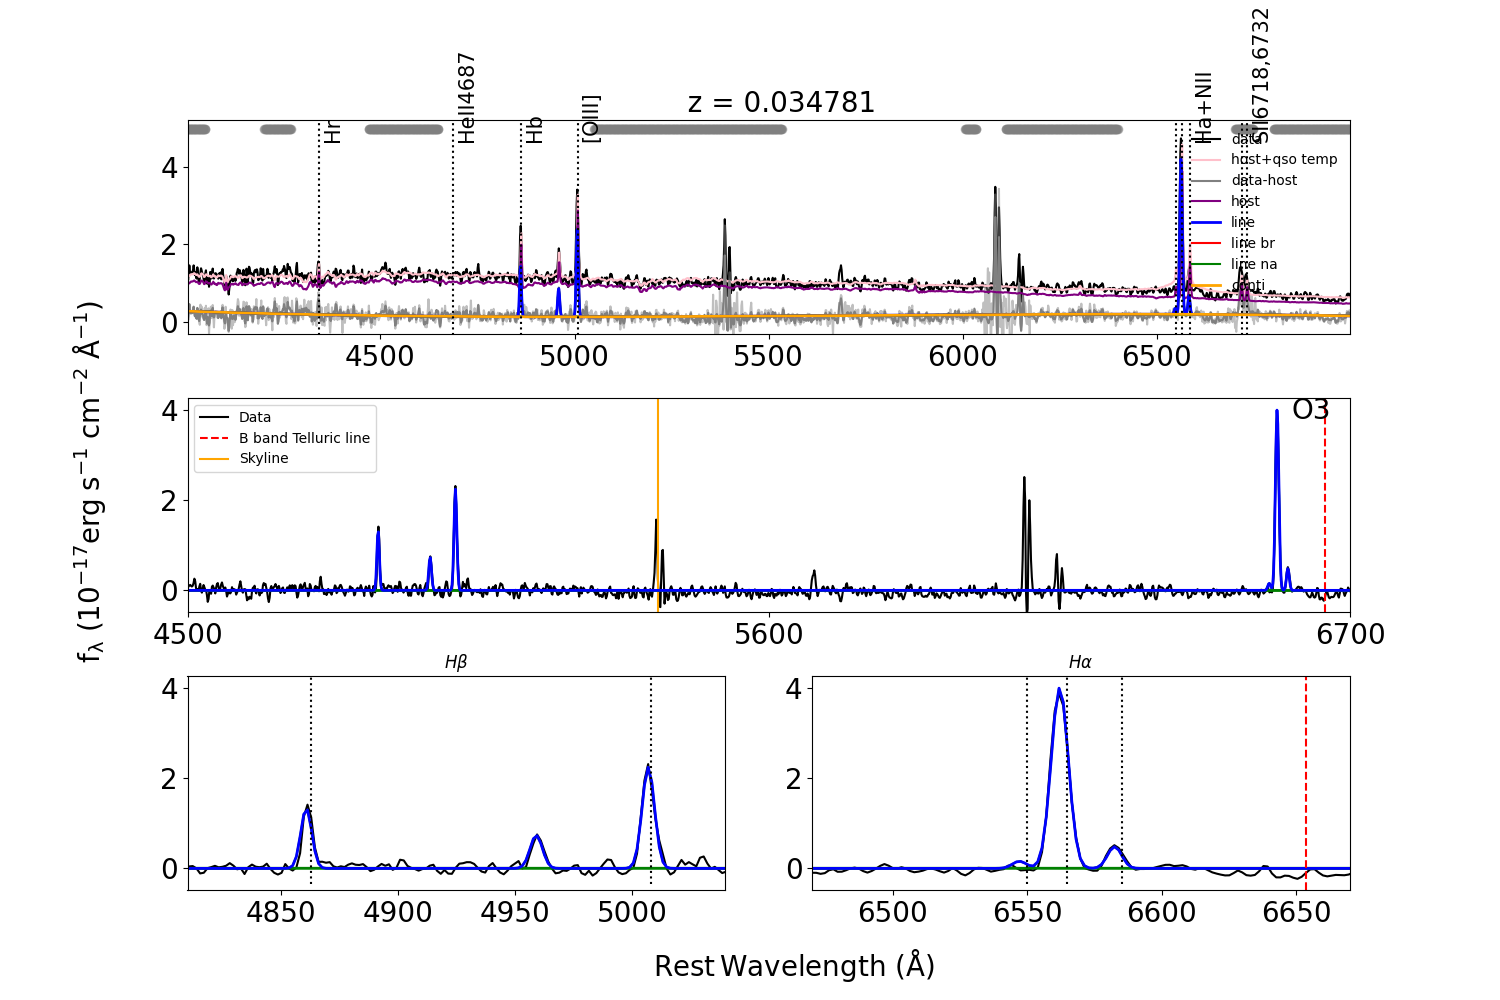 z = 0.034781
Hr
HeII4687
Hb
[OIII]
Ha+NII
SII6718,6732
data
host+qso temp
data-host
host
line
line br
line na
conti
4
2
0
4500
5000
5500
6000
6500
fλ (10⁻¹⁷erg s⁻¹ cm⁻² Å⁻¹)
Data
B band Telluric line
Skyline
O3
4
2
0
4500
5600
6700
Hβ
4
2
0
4850
4900
4950
5000
Hα
4
2
0
6500
6550
6600
6650
Rest Wavelength (Å)